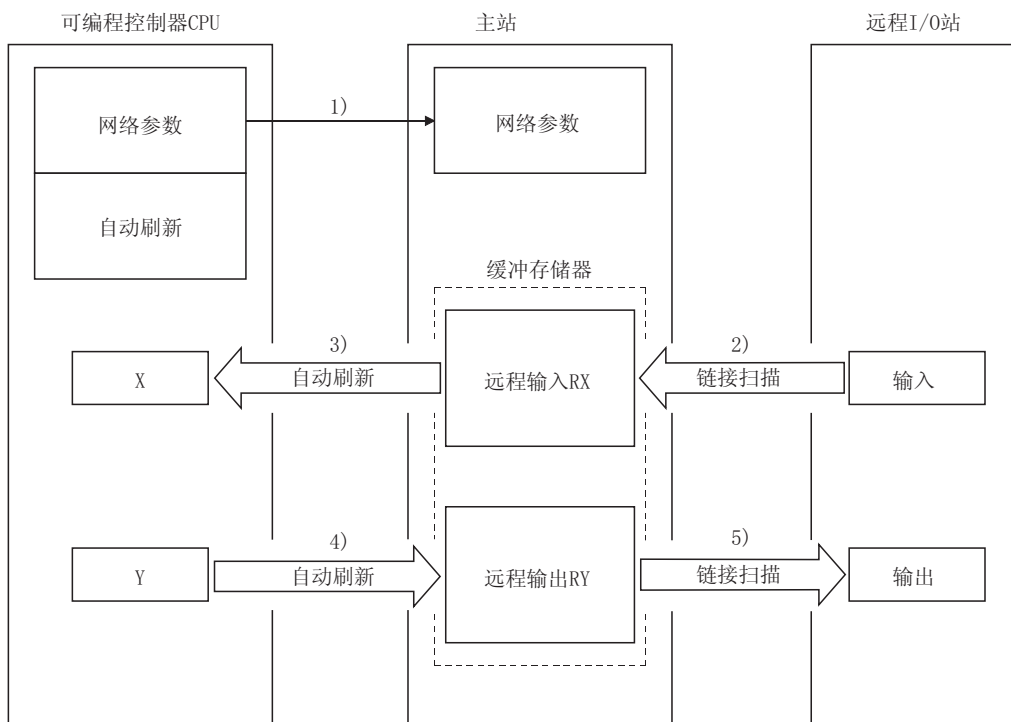 可编程控制器CPU
主站
远程I/O站
网络参数
1)
网络参数
自动刷新
缓冲存储器
X
3)
自动刷新
远程输入RX
2)
链接扫描
输入
Y
4)
自动刷新
远程输出RY
5)
链接扫描
输出